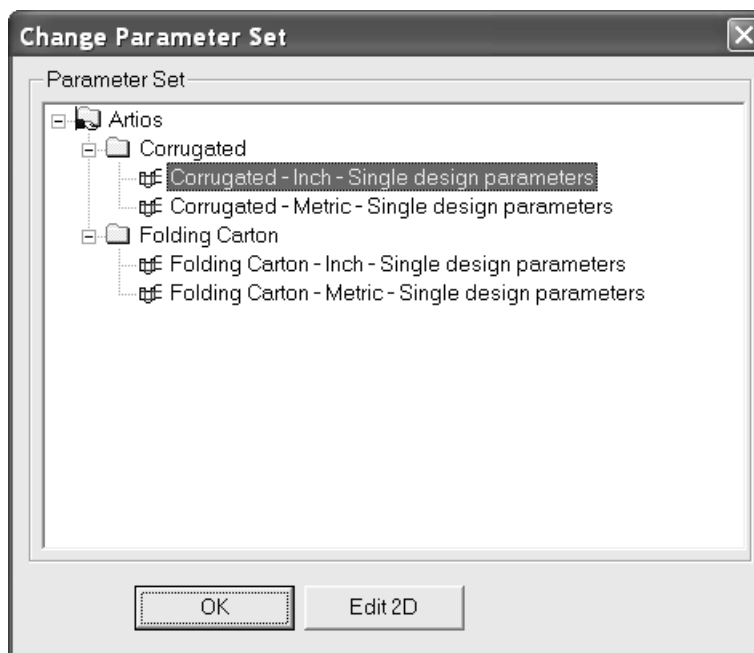 Change Parameter Set
Parameter Set
Artios
Corrugated
Corrugated - Inch - Single design parameters
Corrugated - Metric - Single design parameters
Folding Carton
Folding Carton - Inch - Single design parameters
Folding Carton - Metric - Single design parameters
OK Edit 2D